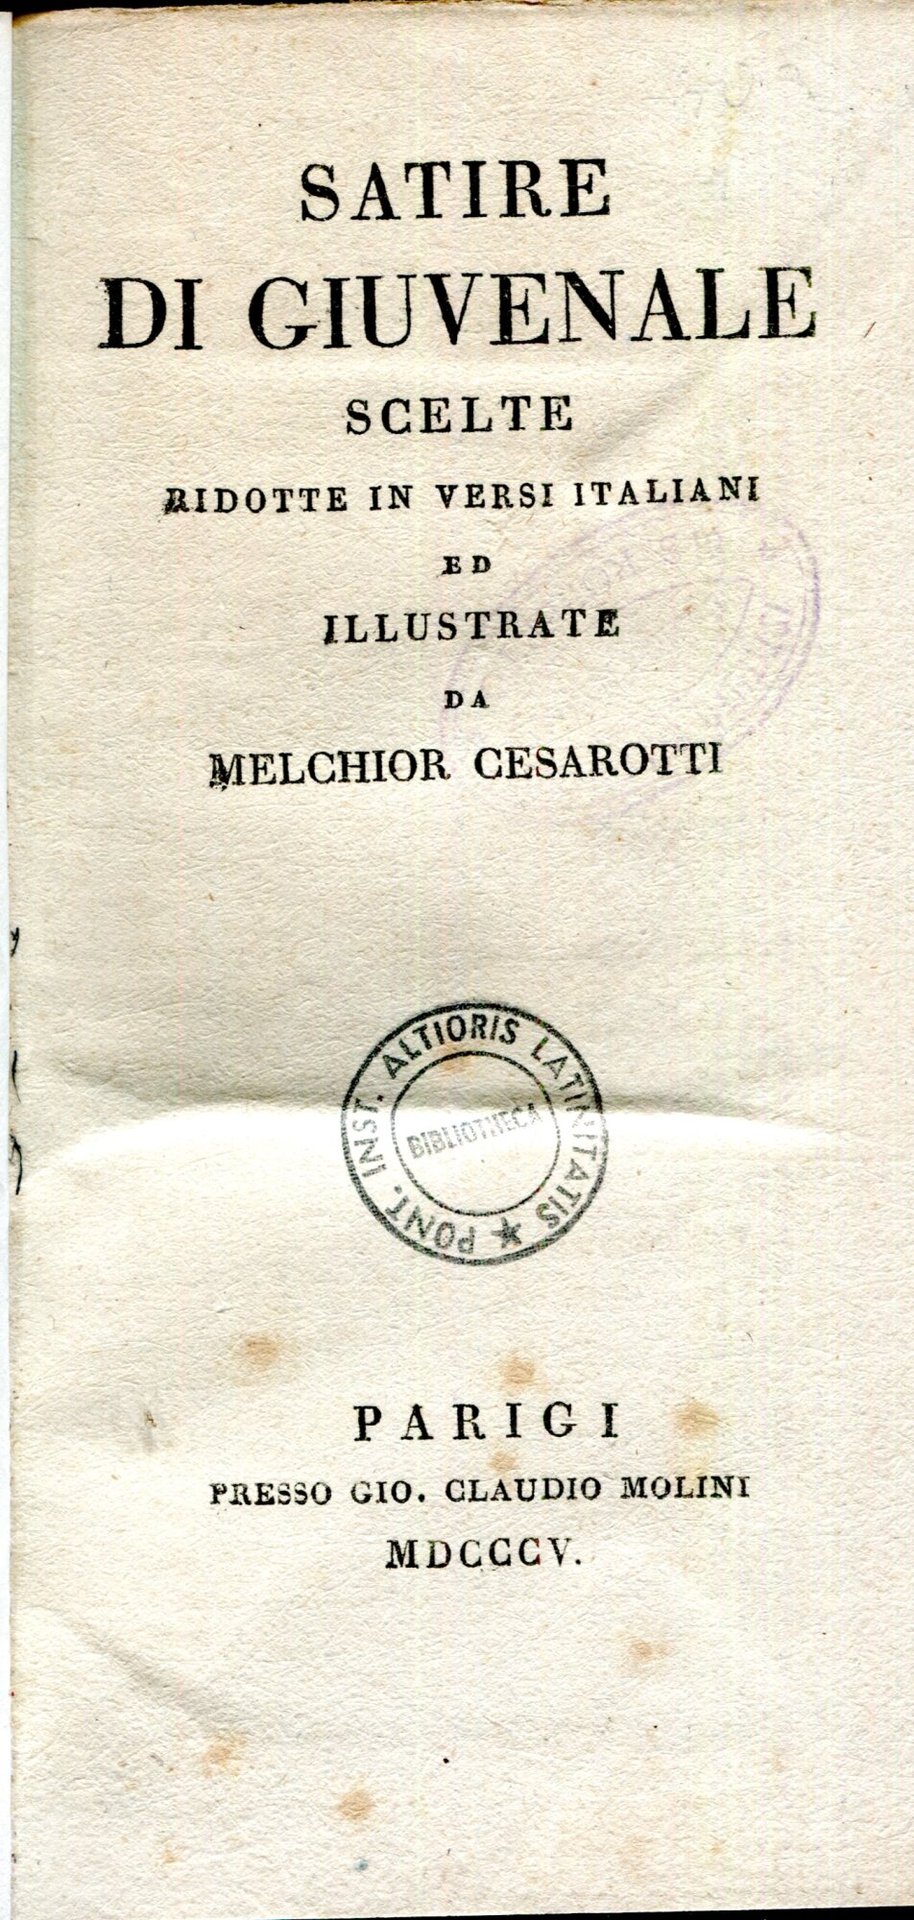 SATIRE
DI GIUVENALE
SCELTE
RIDOTTE IN VERSI ITALIANI
ED
ILLUSTRATE
DA
MELCHIOR CESAROTTI
PONT. INST. ALTIORIS LATINITATIS ★
BIBLIOTHECA
PARIGI
PRESSO GIO. CLAUDIO MOLINI
MDCCCV.